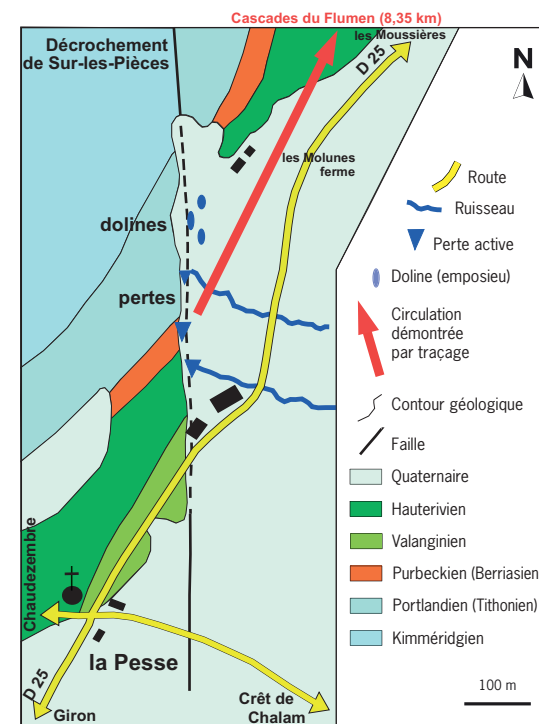 Cascades du Flumen (8,35 km)
les Moussières
Décrochement
de Sur-les-Pièces
D 25
N
les Molunes
ferme
Route
Ruisseau
dolines
Perte active
Doline (emposieu)
pertes
Circulation
démontrée
par traçage
Contour géologique
Faille
Quaternaire
Hauterivien
Valanginien
Purbeckien (Berriasien)
Portlandien (Tithonien)
Kimméridgien
Chaudezembre
la Pesse
D 25
Giron
Crêt de
Chalam
100 m